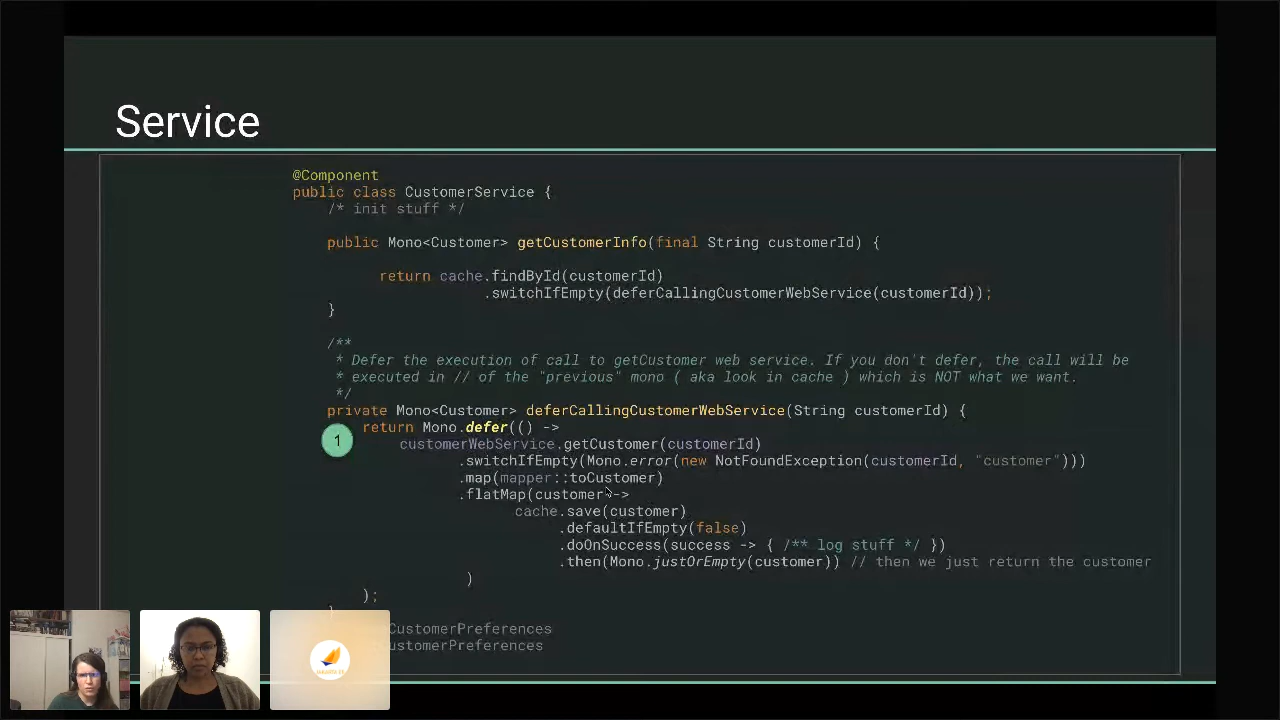 Service
@Component
public class CustomerService {
/* init stuff */
public Mono<Customer> getCustomerInfo(final String customerId) {
return cache.findById(customerId)
.switchIfEmpty(deferCallingCustomerWebService(customerId));
}
/**
* Defer the execution of call to getCustomer web service. If you don't defer, the call will be
* executed in // of the "previous" mono ( aka look in cache ) which is NOT what we want.
*/
private Mono<Customer> deferCallingCustomerWebService(String customerId) {
return Mono.defer(() ->
1
customerWebService.getCustomer(customerId)
.switchIfEmpty(Mono.error(new NotFoundException(customerId, "customer")))
.map(mapper::toCustomer)
.flatMap(customer ->
cache.save(customer)
.defaultIfEmpty(false)
.doOnSuccess(success -> { /** log stuff */ })
.then(Mono.justOrEmpty(customer)) // then we just return the customer
)
);
}
CustomerPreferences
CustomerPreferences